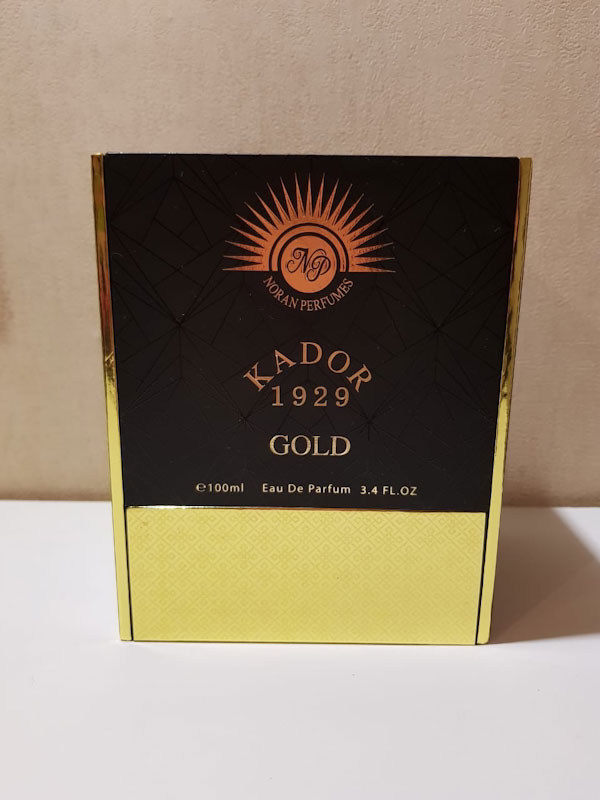 NP
NORAN PERFUMES
KADOR
1929
GOLD
℮100ml Eau De Parfum 3.4 FL.OZ